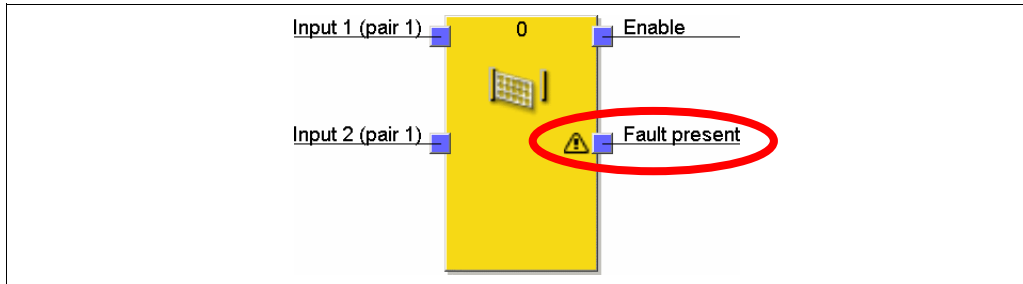 Input 1 (pair 1)
0
Enable
Input 2 (pair 1)
Fault present